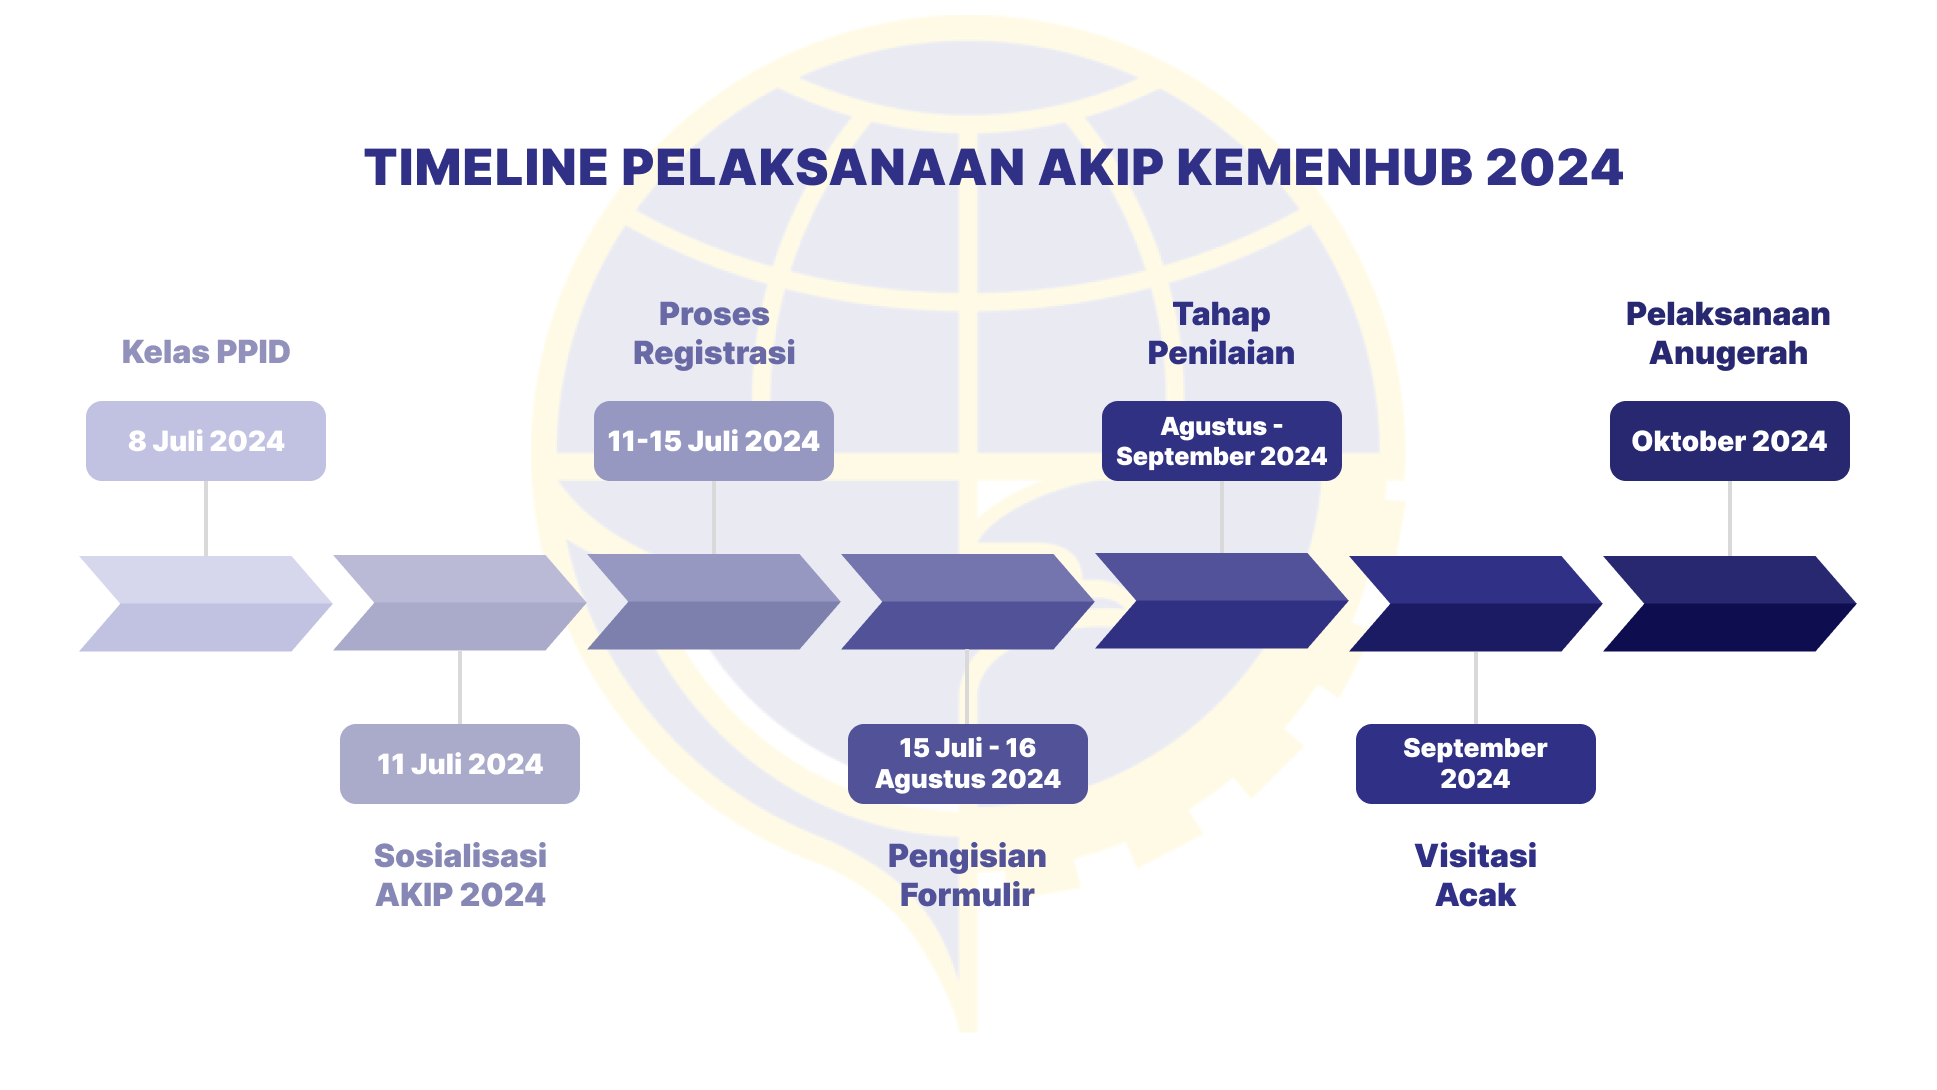 TIMELINE PELAKSANAAN AKIP KEMENHUB 2024
Kelas PPID
8 Juli 2024
11 Juli 2024
Sosialisasi
AKIP 2024
Proses
Registrasi
11-15 Juli 2024
15 Juli - 16
Agustus 2024
Pengisian
Formulir
Tahap
Penilaian
Agustus -
September 2024
September
2024
Visitasi
Acak
Pelaksanaan
Anugerah
Oktober 2024